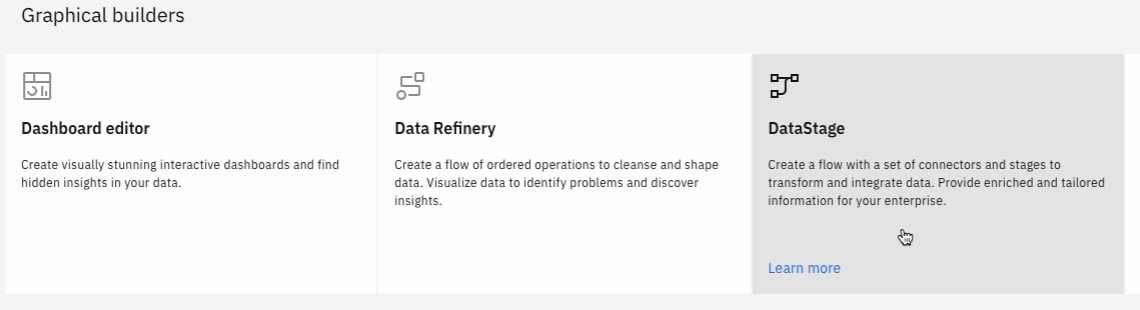 Graphical builders
Dashboard editor
Create visually stunning interactive dashboards and find
hidden insights in your data.
Data Refinery
Create a flow of ordered operations to cleanse and shape
data. Visualize data to identify problems and discover
insights.
DataStage
Create a flow with a set of connectors and stages to
transform and integrate data. Provide enriched and tailored
information for your enterprise.
Learn more